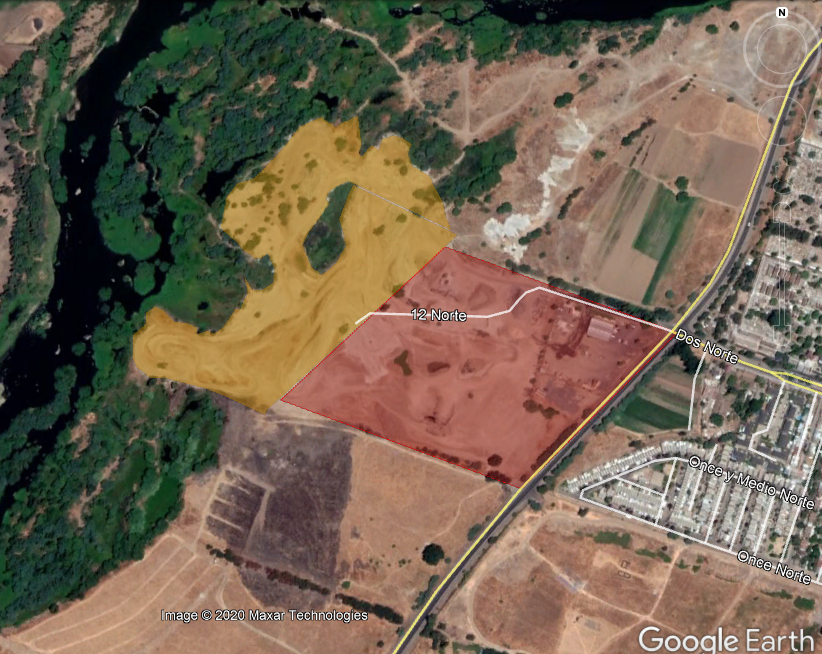 N
12 Norte
Dos Norte
Once y Medio Norte
Once Norte
Image © 2020 Maxar Technologies
Google Earth